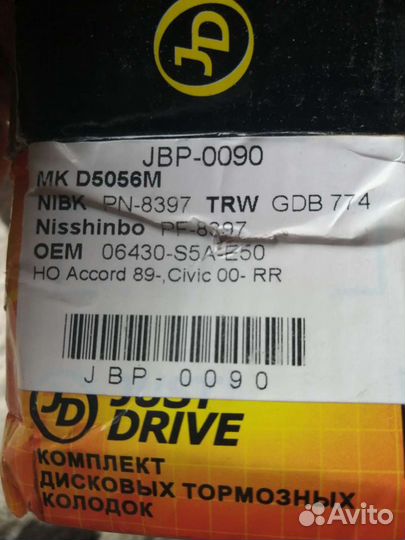 JD
JBP-0090
MK D5056M
NIBK PN-8397 TRW GDB 774
Nisshinbo PF-8397
OEM 06430-S5A-E50
HO Accord 89-,Civic 00- RR
JBP-0090
JD JUST
DRIVE
КОМПЛЕКТ
ДИСКОВЫХ ТОРМОЗНЫХ
КОЛОДОК
Avito